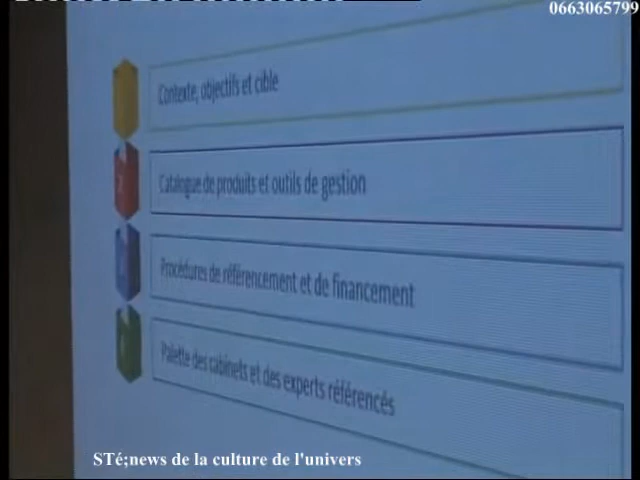 0663065799
Contexte, objectifs et cible
2
Catalogue de produits et outils de gestion
Procédures de référencement et de financement
Palette des cabinets et des experts référencés
STé;news de la culture de l'univers